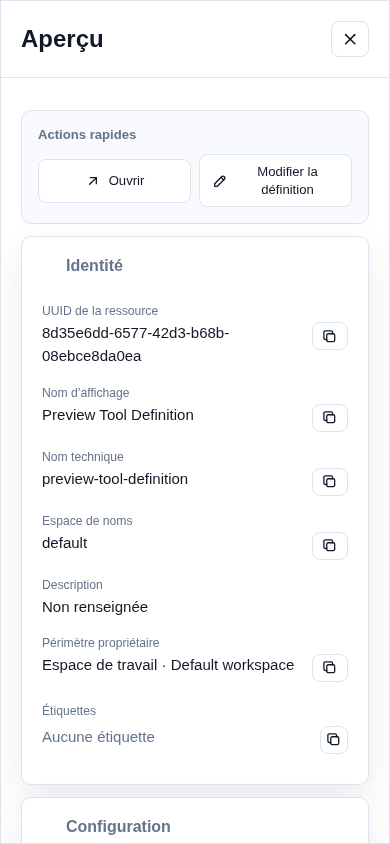 Aperçu
Actions rapides
Ouvrir
Modifier la
définition
Identité
UUID de la ressource
8d35e6dd-6577-42d3-b68b-
08ebce8da0ea
Nom d’affichage
Preview Tool Definition
Nom technique
preview-tool-definition
Espace de noms
default
Description
Non renseignée
Périmètre propriétaire
Espace de travail · Default workspace
Étiquettes
Aucune étiquette
Configuration